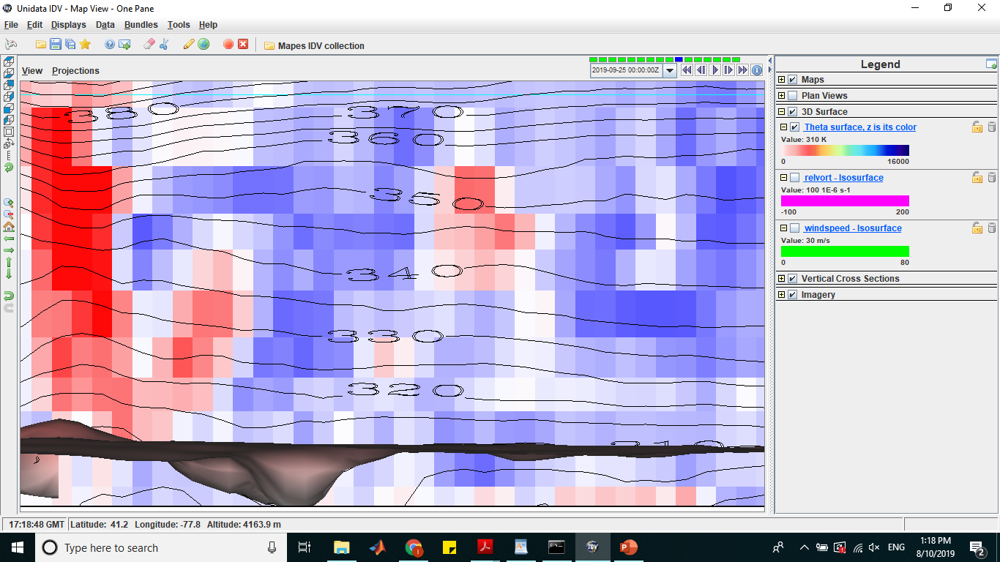 Unidata IDV - Map View - One Pane
File Edit Displays Data Bundles Tools Help
Mapes IDV collection
View Projections
2019-09-25 00:00:00Z
330
370
360
350
340
330
320
310
Legend
Maps
Plan Views
3D Surface
Theta surface, z is its color
Value: 310 K
0 16000
relvort - Isosurface
Value: 100 1E-6 s-1
-100 200
windspeed - Isosurface
Value: 30 m/s
0 80
Vertical Cross Sections
Imagery
17:18:48 GMT Latitude: 41.2 Longitude: -77.8 Altitude: 4163.9 m
Type here to search
IDV
ENG
1:18 PM
8/10/2019
2